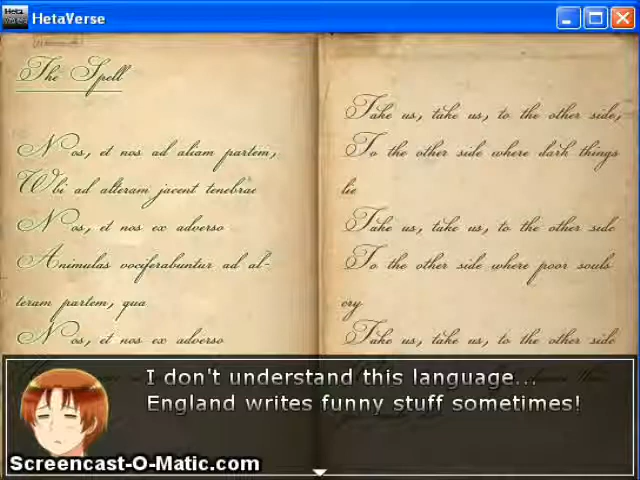 HetaVerse
The Spell
Nos, et nos ad aliam partem,
Wbi ad alteram jacent tenebrae
Nos, et nos ex adverso
Animulas vociferabuntur ad al-
teram partem, qua
Nos, et nos ex adverso
Take us, take us, to the other side,
To the other side where dark things
lie
Take us, take us, to the other side
To the other side where poor souls
cry
Take us, take us, to the other side
I don't understand this language...
England writes funny stuff sometimes!
Screencast-O-Matic.com